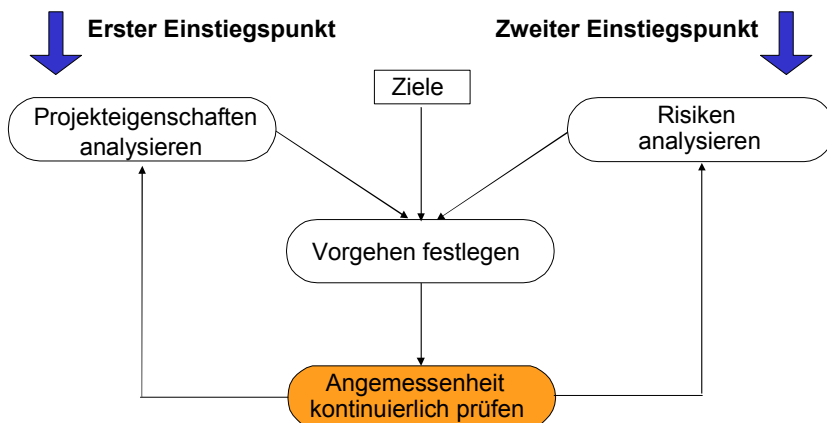 Erster Einstiegspunkt
Zweiter Einstiegspunkt
Ziele
Projekteigenschaften
analysieren
Risiken
analysieren
Vorgehen festlegen
Angemessenheit
kontinuierlich prüfen